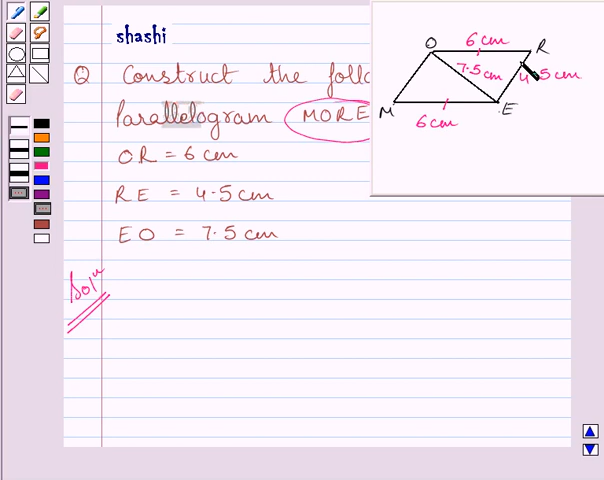 shashi
Q Construct the follo
Parallelogram MORE
OR = 6 cm
RE = 4.5 cm
EO = 7.5 cm
Solⁿ
6 cm
O R
7.5 cm
4.5 cm
M E
6 cm